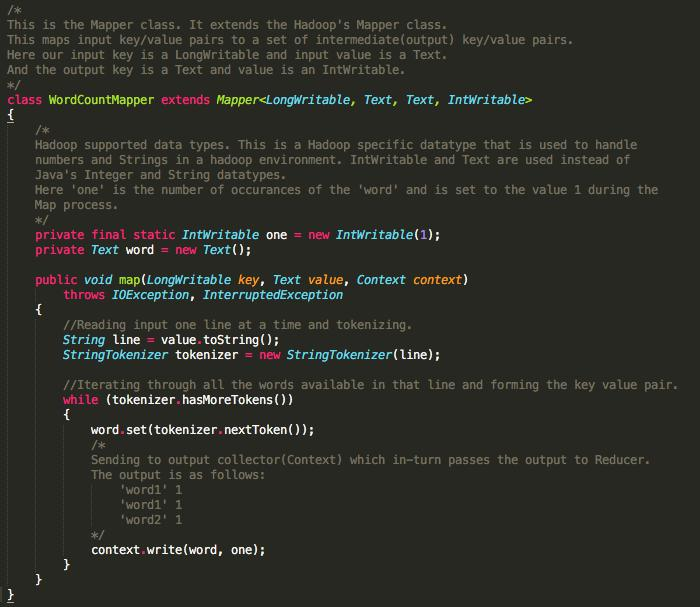 /*
This is the Mapper class. It extends the Hadoop's Mapper class.
This maps input key/value pairs to a set of intermediate(output) key/value pairs.
Here our input key is a LongWritable and input value is a Text.
And the output key is a Text and value is an IntWritable.
*/
class WordCountMapper extends Mapper<LongWritable, Text, Text, IntWritable>
{
    /*
    Hadoop supported data types. This is a Hadoop specific datatype that is used to handle
    numbers and Strings in a hadoop environment. IntWritable and Text are used instead of
    Java's Integer and String datatypes.
    Here 'one' is the number of occurances of the 'word' and is set to the value 1 during the
    Map process.
    */
    private final static IntWritable one = new IntWritable(1);
    private Text word = new Text();

    public void map(LongWritable key, Text value, Context context)
        throws IOException, InterruptedException
    {
        //Reading input one line at a time and tokenizing.
        String line = value.toString();
        StringTokenizer tokenizer = new StringTokenizer(line);

        //Iterating through all the words available in that line and forming the key value pair.
        while (tokenizer.hasMoreTokens())
        {
            word.set(tokenizer.nextToken());
            /*
            Sending to output collector(Context) which in-turn passes the output to Reducer.
            The output is as follows:
                'word1' 1
                'word1' 1
                'word2' 1
            */
            context.write(word, one);
        }
    }
}